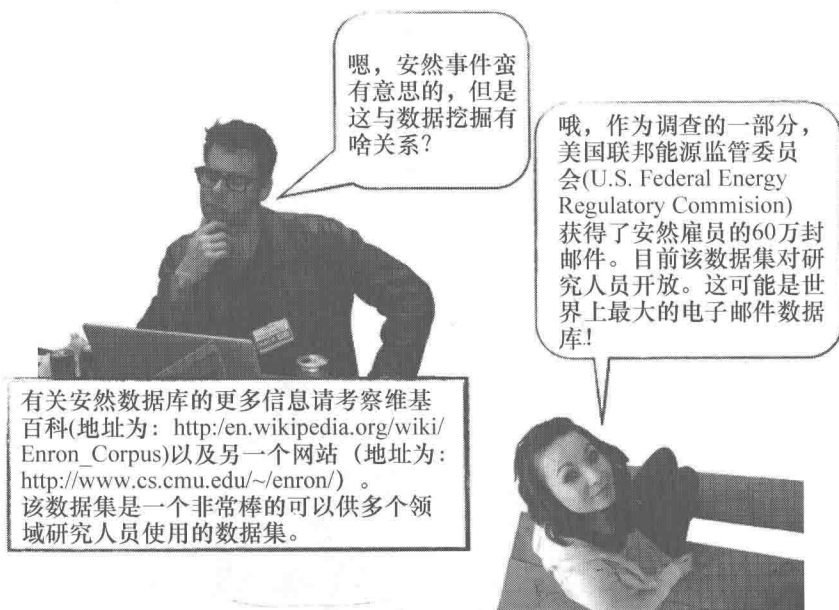 嗯，安然事件蛮
有意思的，但是
这与数据挖掘有
啥关系？
哦，作为调查的一部分，
美国联邦能源监管委员
会(U.S. Federal Energy
Regulatory Commision)
获得了安然雇员的60万封
邮件。目前该数据集对研
究人员开放。这可能是世
界上最大的电子邮件数据
库！
有关安然数据库的更多信息请考察维基
百科(地址为：http:/en.wikipedia.org/wiki/
Enron_Corpus)以及另一个网站（地址为：
http://www.cs.cmu.edu/~/enron/）。
该数据集是一个非常棒的可以供多个领
域研究人员使用的数据集。